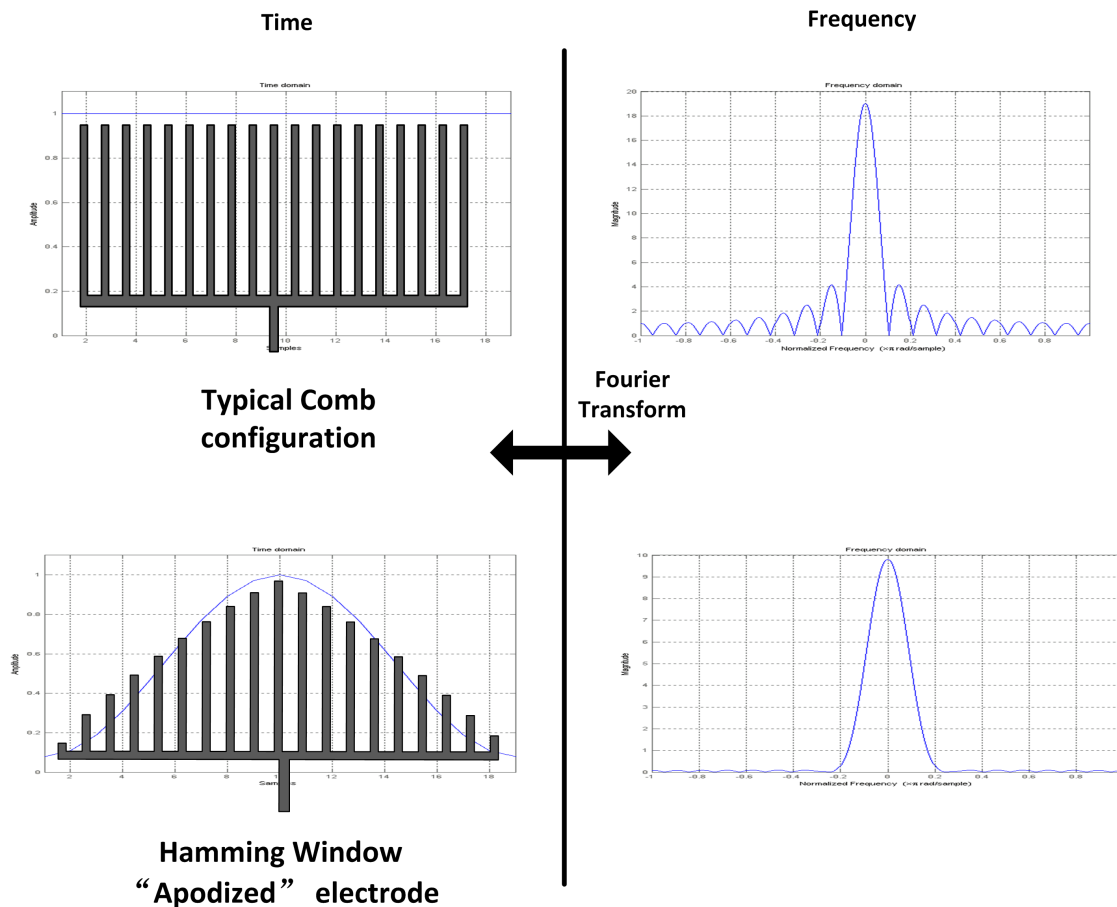 Time
Frequency
Time domain
Amplitude
1
0.8
0.6
0.4
0.2
0
2 4 6 8 10 12 14 16 18
Frequency domain
Magnitude
20
18
16
14
12
10
8
6
4
2
0
-1 -0.8 -0.6 -0.4 -0.2 0 0.2 0.4 0.6 0.8
Normalized Frequency (×π rad/sample)
Typical Comb
configuration
Fourier
Transform
Time domain
Amplitude
1
0.8
0.6
0.4
0.2
0
2 4 6 8 12 14 16 18
Frequency domain
Magnitude
10
9
8
7
6
5
4
3
2
1
0
-1 -0.8 -0.6 -0.4 -0.2 0 0.2 0.4 0.6 0.8
Normalized Frequency (×π rad/sample)
Hamming Window
“Apodized” electrode